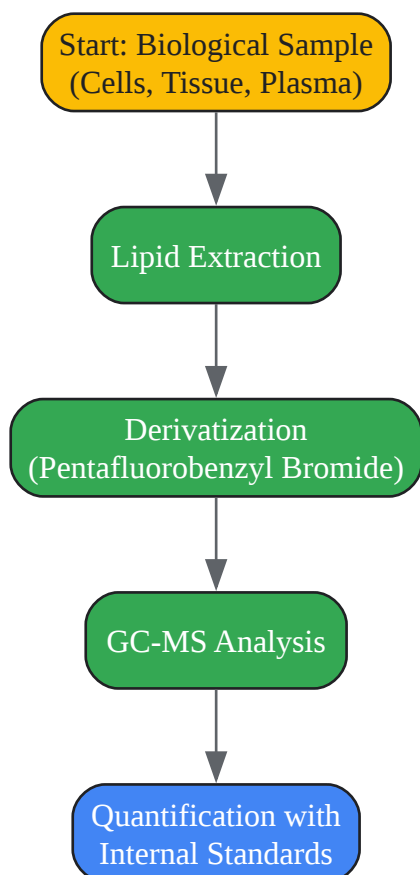 Start: Biological Sample
(Cells, Tissue, Plasma)
Lipid Extraction
Derivatization
(Pentafluorobenzyl Bromide)
GC-MS Analysis
Quantification with
Internal Standards